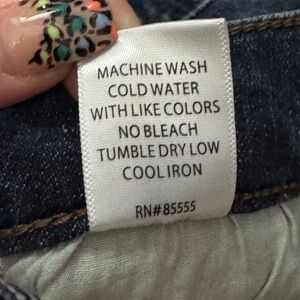 MACHINE WASH
COLD WATER
WITH LIKE COLORS
NO BLEACH
TUMBLE DRY LOW
COOL IRON
RN#85555